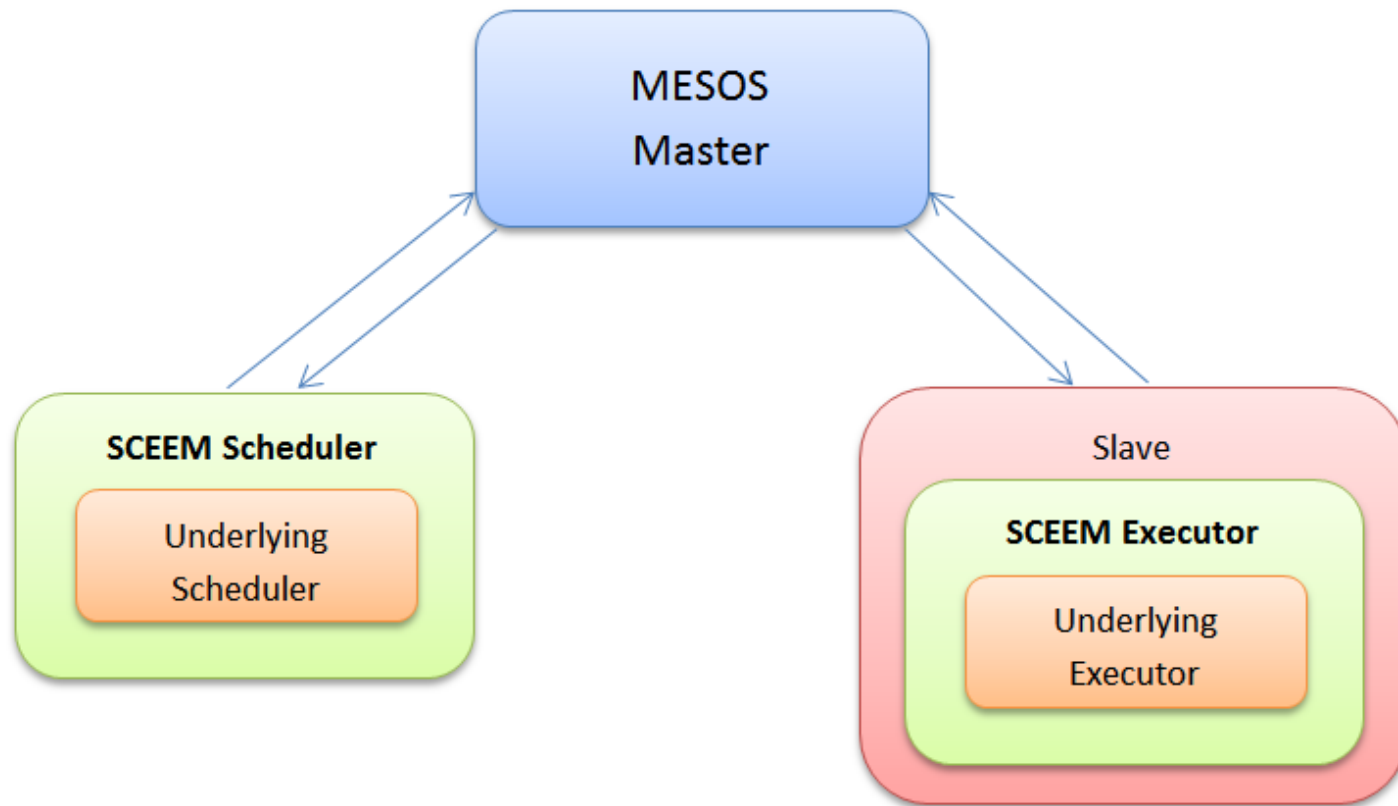 MESOS
Master
SCEEM Scheduler
Underlying
Scheduler
Slave
SCEEM Executor
Underlying
Executor